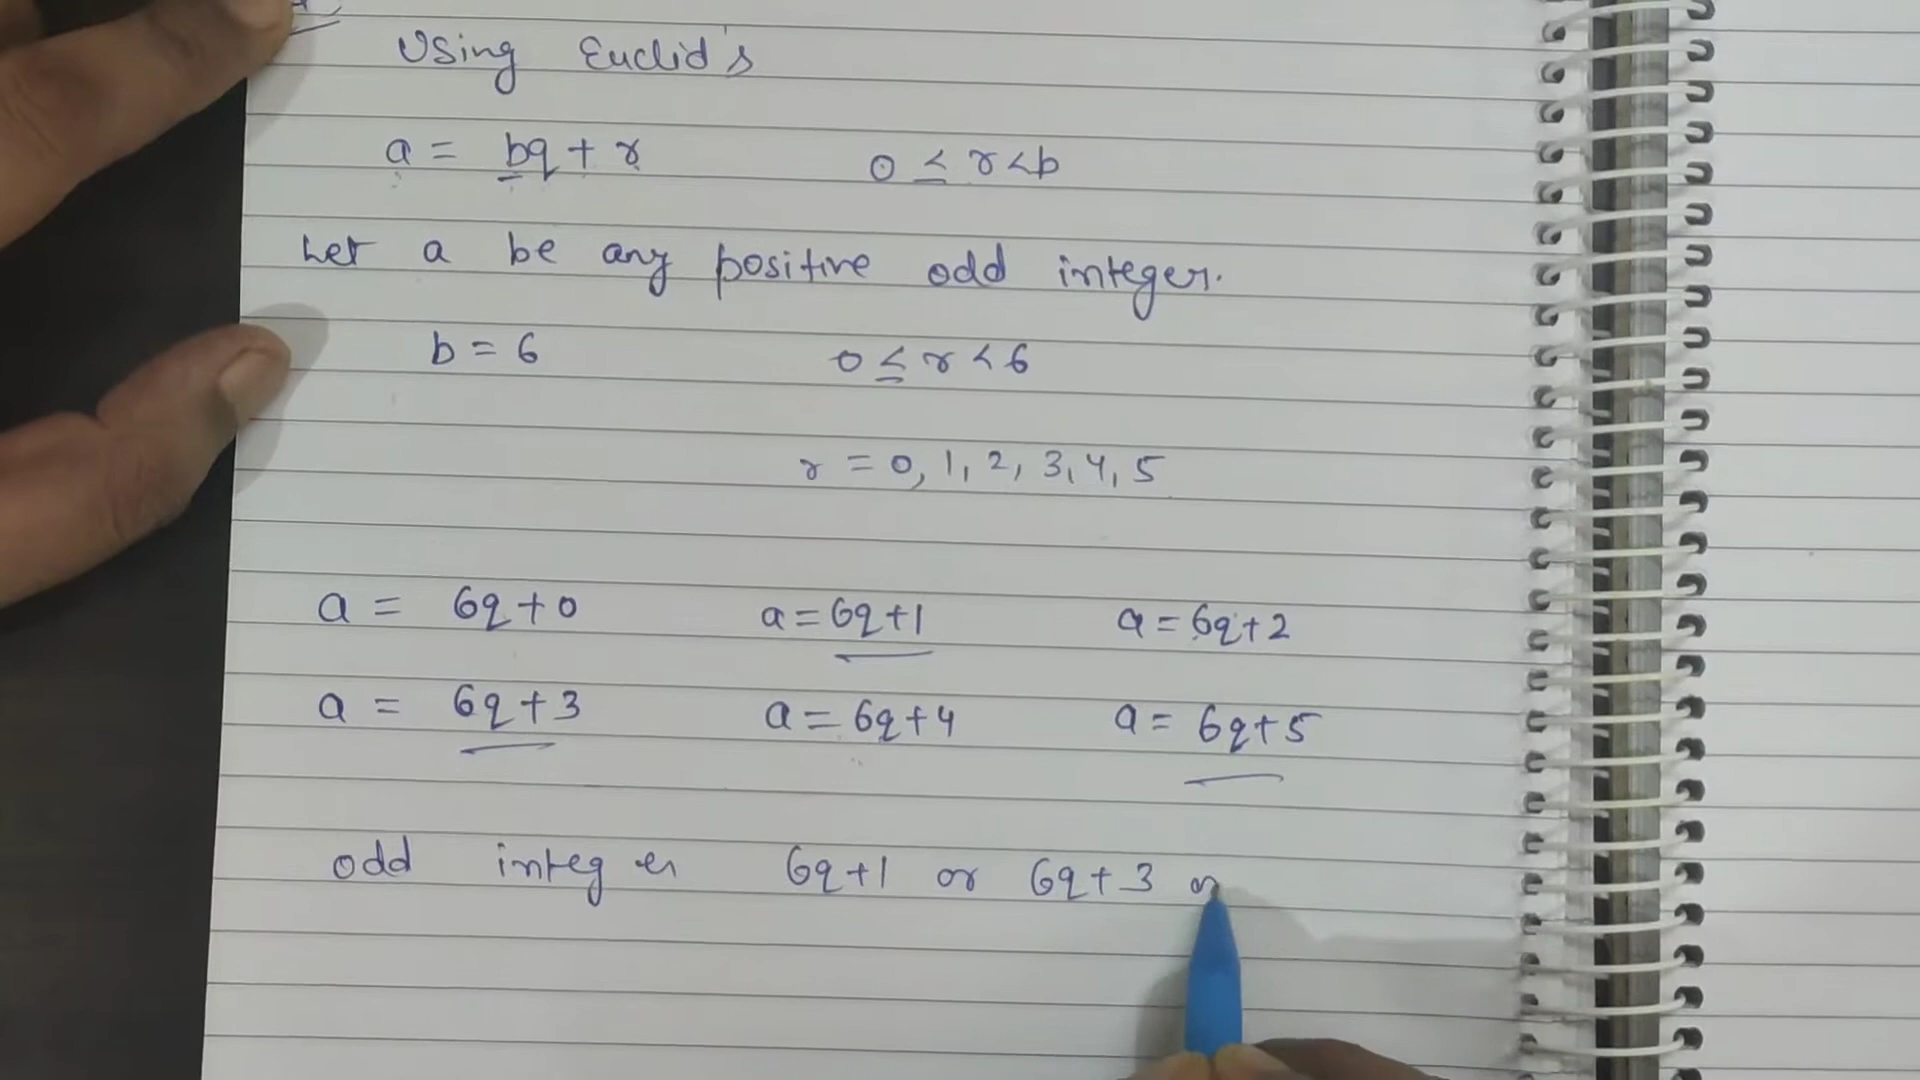 Using Euclid's
a = bq + r 0 ≤ r < b
Let a be any positive odd integer.
b = 6 0 ≤ r < 6
r = 0, 1, 2, 3, 4, 5
a = 6q + 0 a = 6q + 1 a = 6q + 2
a = 6q + 3 a = 6q + 4 a = 6q + 5
odd integer 6q + 1 or 6q + 3 or